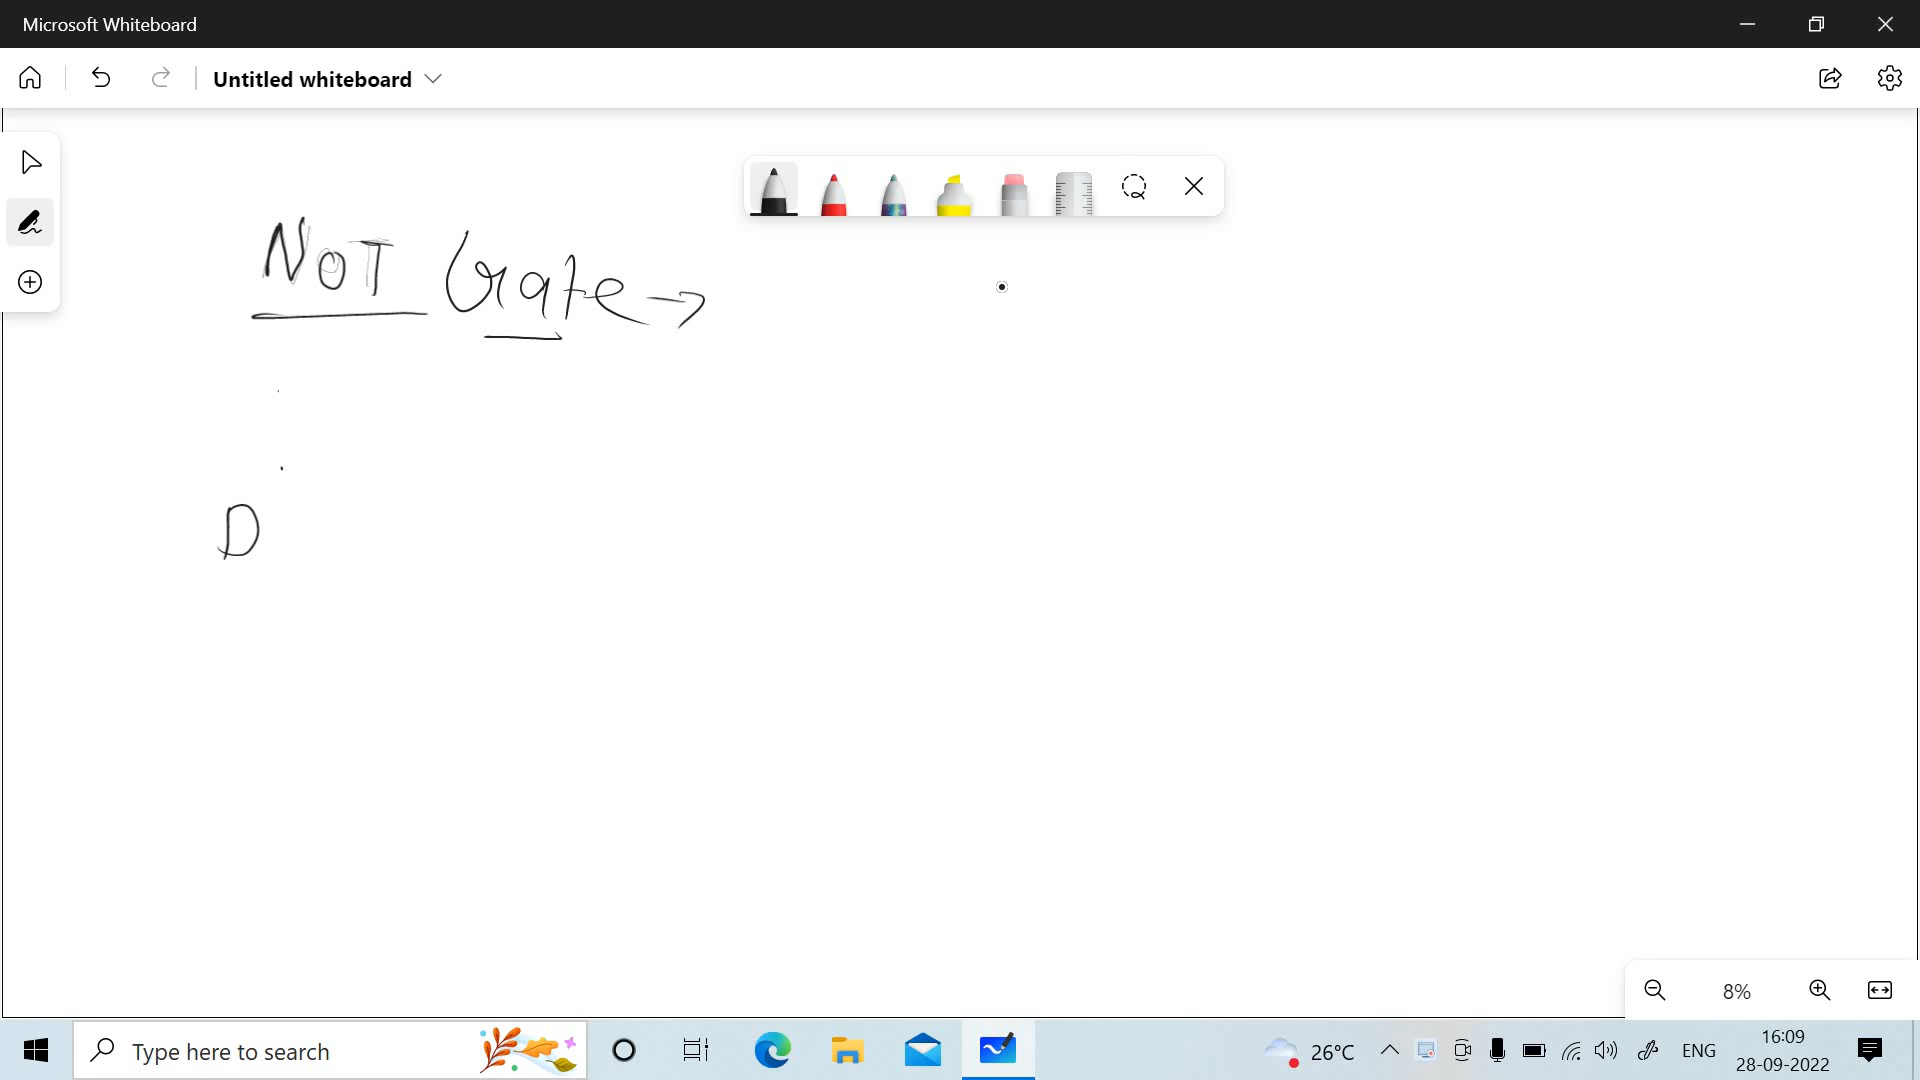 Microsoft Whiteboard
Untitled whiteboard
NOT Gate →
D
8%
Type here to search
26°C
ENG
16:09
28-09-2022